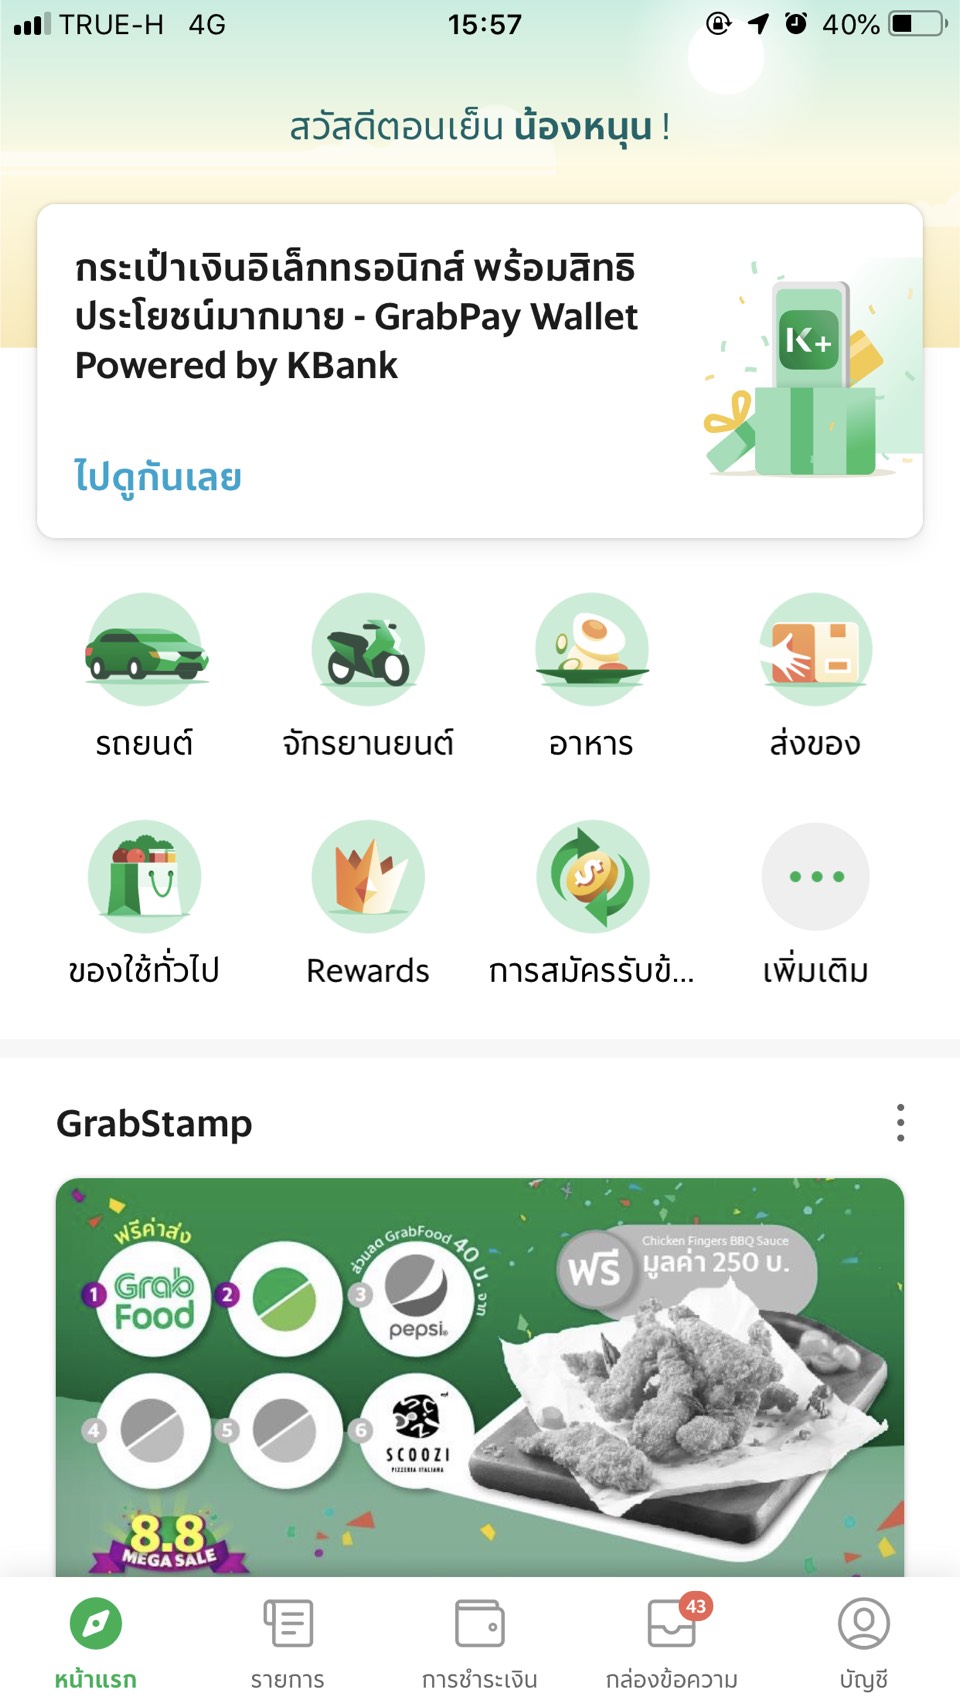 TRUE-H 4G 15:57 40%
สวัสดีตอนเย็น น้องหนุน !
กระเป๋าเงินอิเล็กทรอนิกส์ พร้อมสิทธิ
ประโยชน์มากมาย - GrabPay Wallet
Powered by KBank
K+
ไปดูกันเลย
รถยนต์ จักรยานยนต์ อาหาร ส่งของ
ของใช้ทั่วไป Rewards การสมัครรับข้... เพิ่มเติม
GrabStamp
ฟรีค่าส่ง
1 Grab Food
2
ส่วนลด GrabFood 40 บ. จาก
3 pepsi
ฟรี
Chicken Fingers BBQ Sauce
มูลค่า 250 บ.
4
5
6 SCOOZI
PIZZERIA ITALIANA
8.8
MEGA SALE
43
หน้าแรก รายการ การชำระเงิน กล่องข้อความ บัญชี